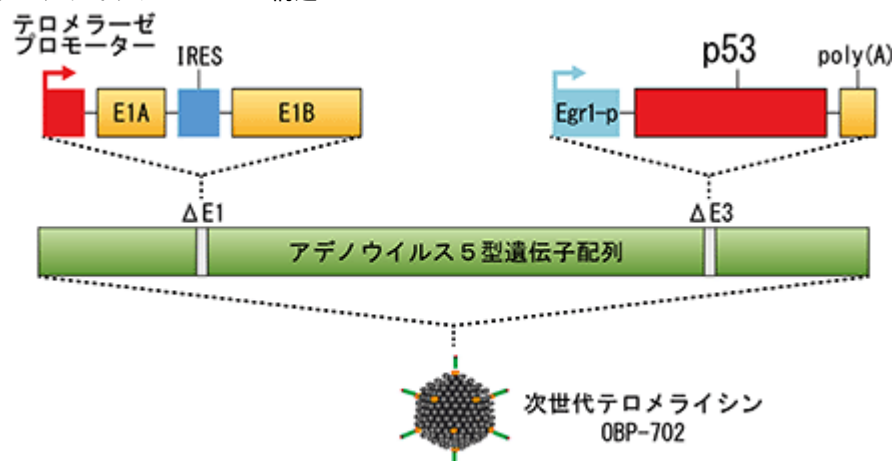 テロメラーゼ
プロモーター
IRES
E1A
E1B
p53
poly(A)
Egr1-p
ΔE1
ΔE3
アデノウイルス5型遺伝子配列
次世代テロメライシン
OBP-702